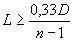 L ≥ 0,33D / (n − 1)